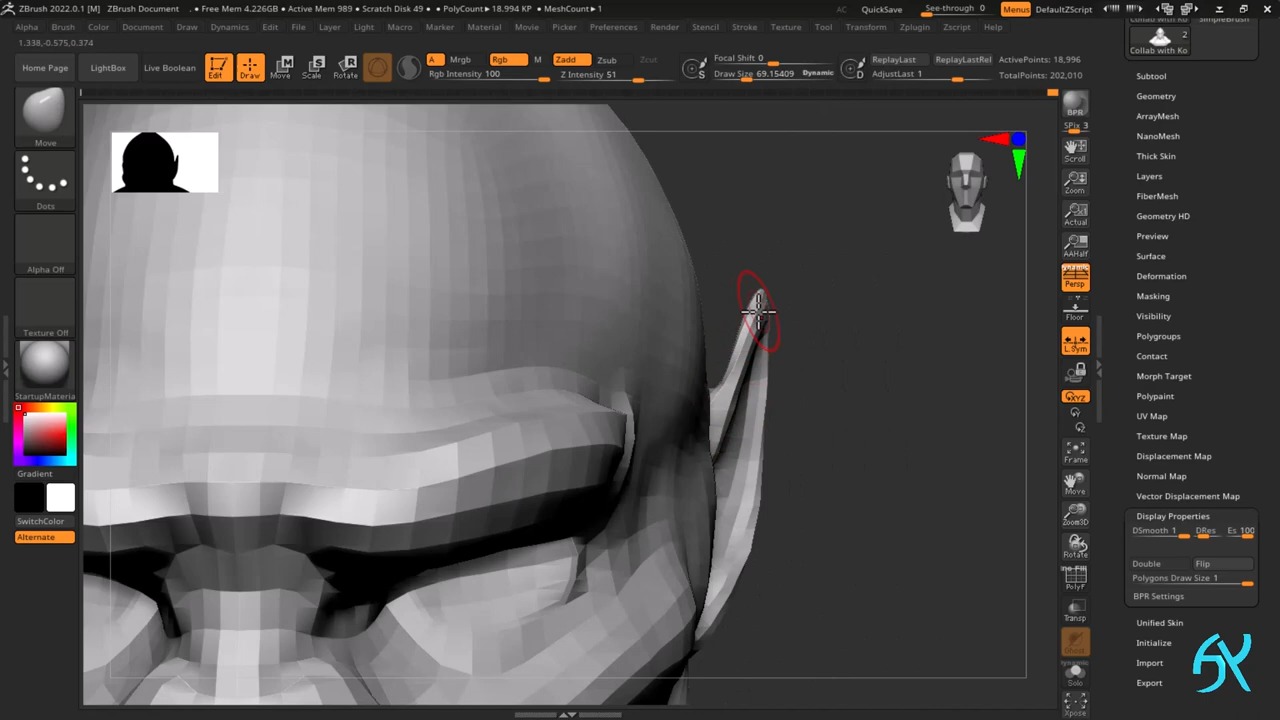 ZBrush 2022.0.1 [M]    ZBrush Document    . • Free Mem 4.226GB • Active Mem 989 • Scratch Disk 49 • PolyCount• 18.994 KP • MeshCount• 1    AC    QuickSave    See-through 0    Menus    DefaultZScript
Alpha    Brush    Color    Document    Draw    Dynamics    Edit    File    Layer    Light    Macro    Marker    Material    Movie    Picker    Preferences    Render    Stencil    Stroke    Texture    Tool    Transform    Zplugin    Zscript    Help
1.338,-0.575,0.374
Home Page    LightBox    Live Boolean    Edit    Draw    Move    Scale    Rotate
A    Mrgb    Rgb    M    Zadd    Zsub    Zcut
Rgb Intensity 100    Z Intensity 51
S    Focal Shift 0
Draw Size 69.15409    Dynamic
D    ReplayLast    ReplayLastRel
AdjustLast 1
ActivePoints: 18,996
TotalPoints: 202,010
Move
Dots
Alpha Off
Texture Off
StartupMateria
Gradient
SwitchColor
Alternate
BPR
SPix 3
Scroll
Zoom
Actual
AAHalf
Persp
Floor
L.Sym
XYZ
Y
Z
Frame
Move
Zoom3D
Rotate
PolyF
Transp
Ghost
Dynamic
Solo
Xpose
2
Collab with Ko
Subtool
Geometry
ArrayMesh
NanoMesh
Thick Skin
Layers
FiberMesh
Geometry HD
Preview
Surface
Deformation
Masking
Visibility
Polygroups
Contact
Morph Target
Polypaint
UV Map
Texture Map
Displacement Map
Normal Map
Vector Displacement Map
Display Properties
DSmooth 1    DRes    Es 100
Double    Flip
Polygons Draw Size 1
BPR Settings
Unified Skin
Initialize
Import
Export